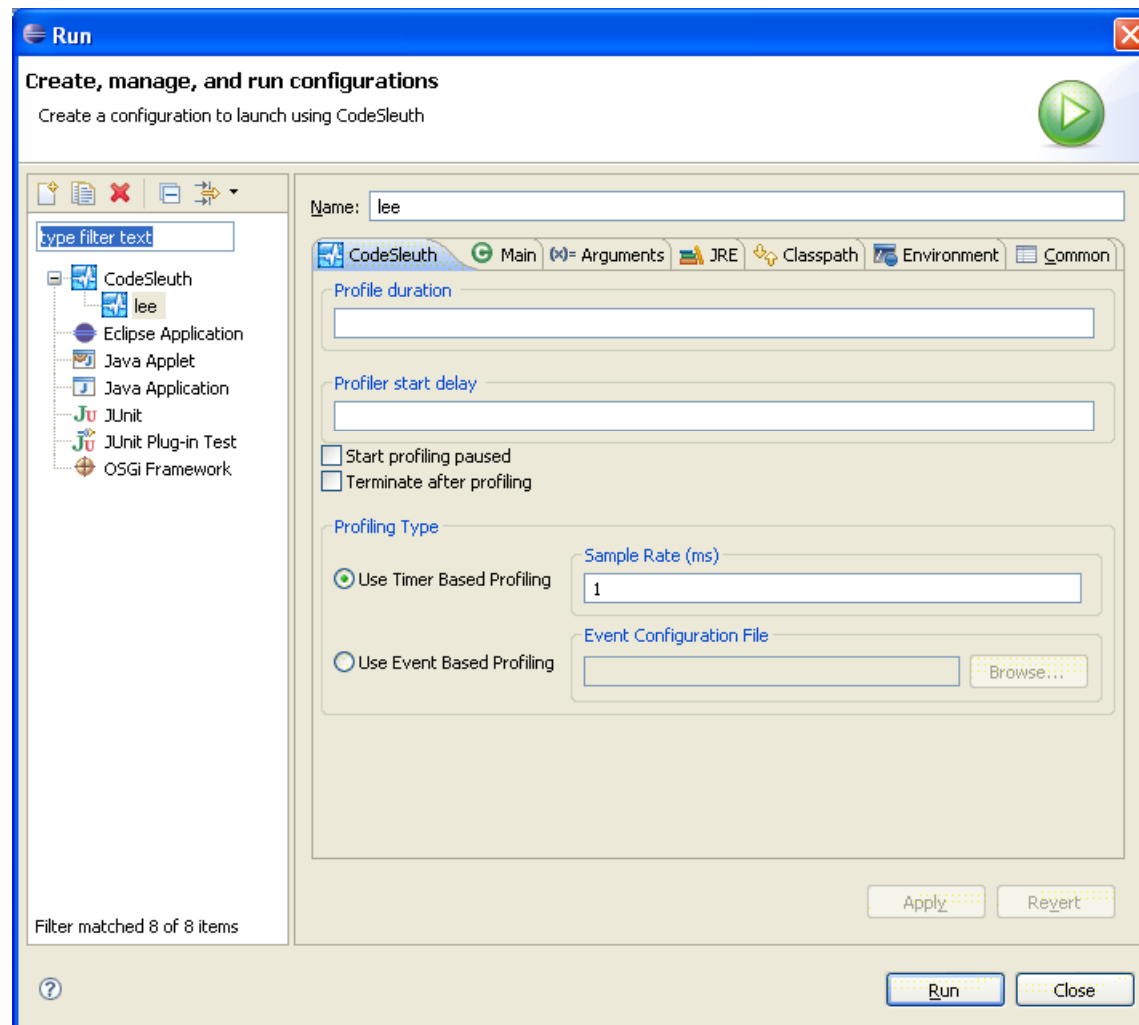 Run
Create, manage, and run configurations
Create a configuration to launch using CodeSleuth
type filter text
CodeSleuth
lee
Eclipse Application
Java Applet
Java Application
JUnit
JUnit Plug-in Test
OSGi Framework
Filter matched 8 of 8 items
Name: lee
CodeSleuth Main (x)= Arguments JRE Classpath Environment Common
Profile duration
Profiler start delay
Start profiling paused
Terminate after profiling
Profiling Type
Use Timer Based Profiling
Sample Rate (ms)
1
Use Event Based Profiling
Event Configuration File
Browse...
Apply Revert
Run Close